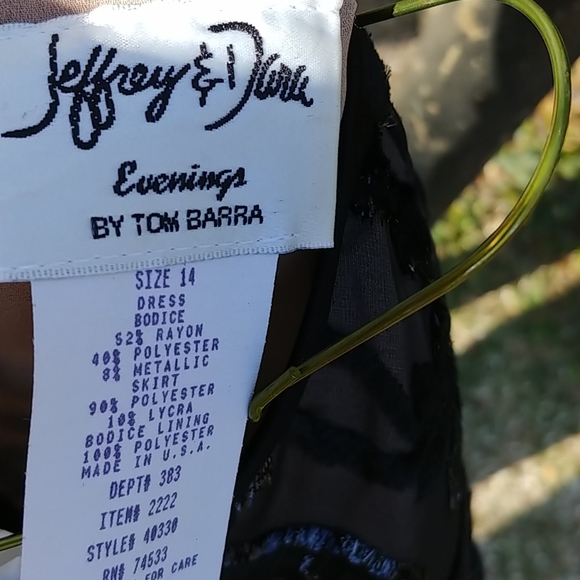 Jeffrey & Dara
Evenings
BY TOM BARRA
SIZE 14
DRESS
BODICE
52% RAYON
40% POLYESTER
8% METALLIC
SKIRT
90% POLYESTER
10% LYCRA
BODICE LINING
100% POLYESTER
MADE IN U.S.A.
DEPT# 383
ITEM# 2222
STYLE# 40330
RN# 74533
FOR CARE